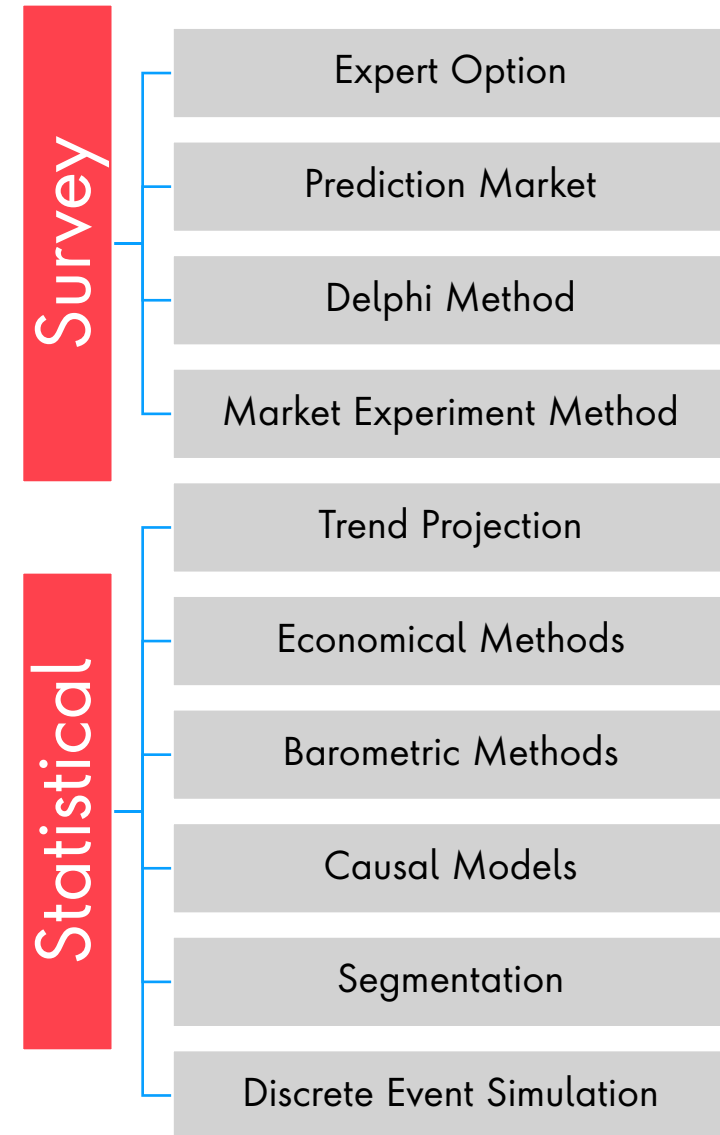 Survey
Expert Option
Prediction Market
Delphi Method
Market Experiment Method
Statistical
Trend Projection
Economical Methods
Barometric Methods
Causal Models
Segmentation
Discrete Event Simulation